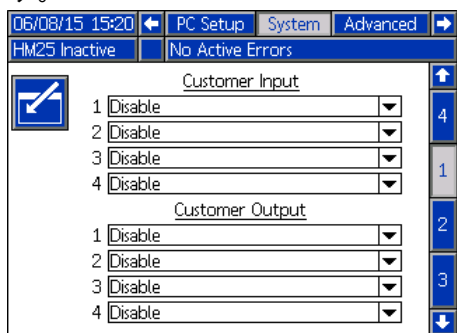 06/08/15 15:20 PC Setup System Advanced
HM25 Inactive No Active Errors
Customer Input
1 Disable
2 Disable
3 Disable
4 Disable
Customer Output
1 Disable
2 Disable
3 Disable
4 Disable
4
1
2
3